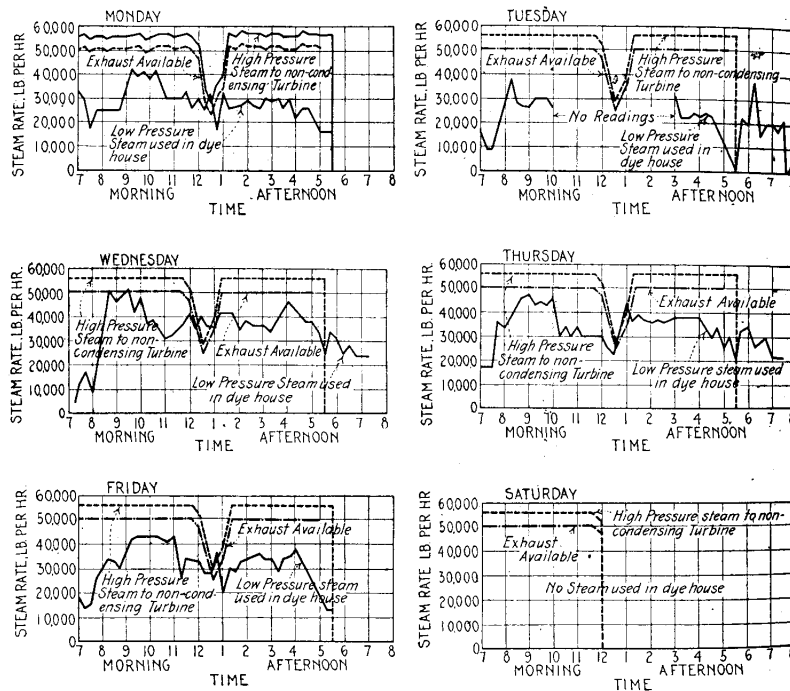 MONDAY
STEAM RATE, LB PER HR.
60,000
50,000
40,000
30,000
20,000
10,000
0
Exhaust Available
High Pressure
Steam to non-cond
ensing Turbine
Low Pressure
Steam used in dye
house
7 8 9 10 11 12 1 2 3 4 5 6 7 8
MORNING AFTERNOON
TIME
TUESDAY
STEAM RATE, LB PER HR.
60,000
50,000
40,000
30,000
20,000
10,000
0
Exhaust Available
High Pressure
Steam to non-condensing
Turbine
No Readings
Low Pressure
Steam used in
dye house
7 8 9 10 11 12 1 2 3 4 5 6 7
MORNING AFTERNOON
TIME
WEDNESDAY
STEAM RATE, LB PER HR.
60,000
50,000
40,000
30,000
20,000
10,000
0
High Pressure
Steam to non-
condensing Turbine
Exhaust Available
Low Pressure Steam used
in dye house
7 8 9 10 11 12 1 2 3 4 5 6 7 8
MORNING AFTERNOON
TIME
THURSDAY
STEAM RATE, LB PER HR.
60,000
50,000
40,000
30,000
20,000
10,000
0
Exhaust Available
High Pressure
Steam to non-
condensing Turbine
Low Pressure steam used
in dye house
7 8 9 10 11 12 1 2 3 4 5 6 7
MORNING AFTERNOON
TIME
FRIDAY
STEAM RATE, LB PER HR.
60,000
50,000
40,000
30,000
20,000
10,000
0
Exhaust Available
High Pressure
Steam to non-cond-
ensing Turbine
Low Pressure steam
used in dye house
7 8 9 10 11 12 1 2 3 4 5 6 7 8
MORNING AFTERNOON
TIME
SATURDAY
STEAM RATE, LB PER HR.
60,000
50,000
40,000
30,000
20,000
10,000
0
High Pressure steam to non-
condensing Turbine
Exhaust
Available
No Steam used in dye house
7 8 9 10 11 12 1 2 3 4 5 6 7 8
MORNING AFTERNOON
TIME